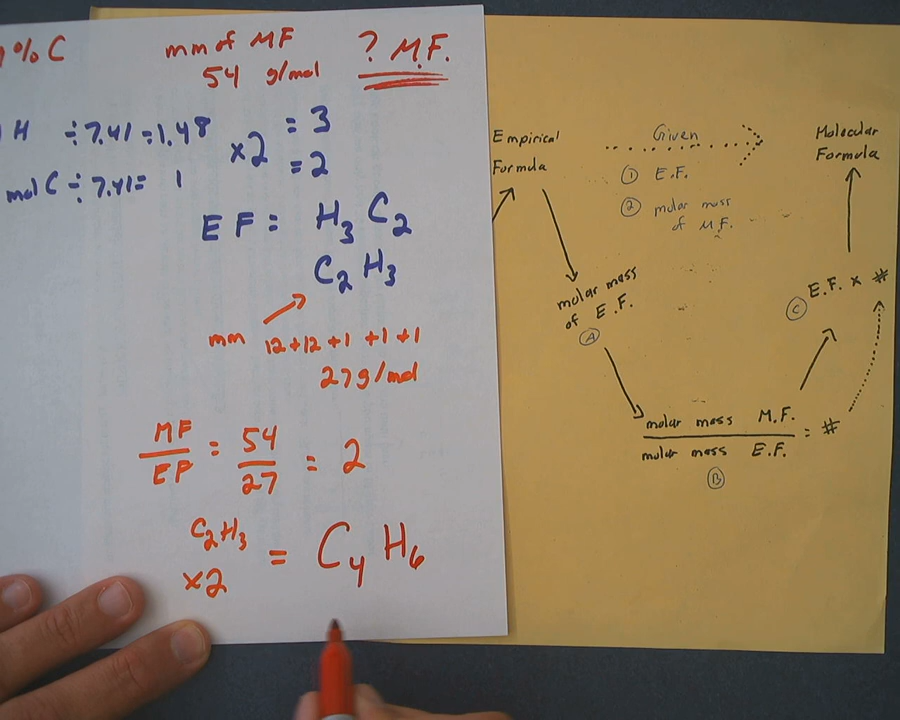 % C
mm of MF
54 g/mol
? M.F.
H ÷ 7.41 = 1.48
× 2
= 3
= 2
mol C ÷ 7.41 = 1
EF = H3 C2
C2 H3
mm 12 + 12 + 1 + 1 + 1
27 g/mol
MF / EF = 54 / 27 = 2
C2H3
× 2
= C4 H6
Empirical Formula
Given
① E.F.
② molar mass of M.F.
Molecular Formula
molar mass of E.F.
Ⓐ
molar mass M.F.
molar mass E.F.
= #
Ⓑ
Ⓒ E.F. × #